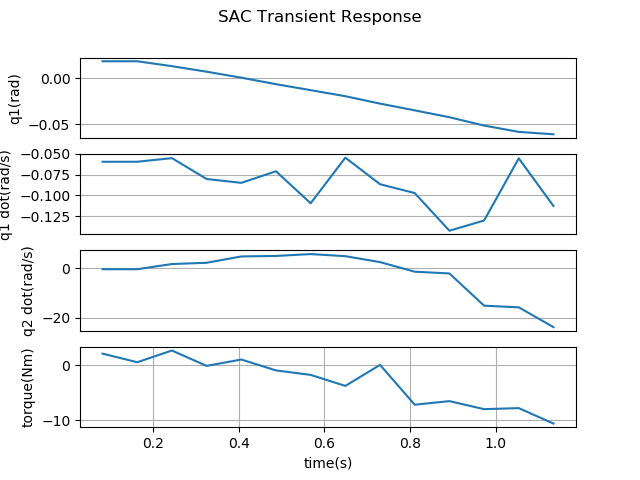 SAC Transient Response
q1(rad)
0.00
−0.05
q1 dot(rad/s)
−0.050
−0.075
−0.100
−0.125
q2 dot(rad/s)
0
−20
torque(Nm)
0
−10
0.2 0.4 0.6 0.8 1.0
time(s)